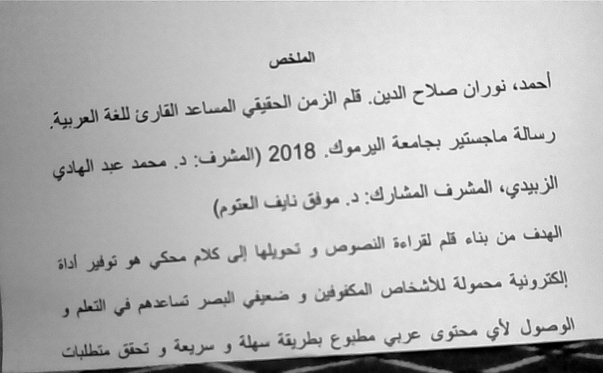 الملخص
أحمد، نوران صلاح الدين. قلم الزمن الحقيقي المساعد القارئ للغة العربية.
رسالة ماجستير بجامعة اليرموك. 2018 (المشرف: د. محمد عبد الهادي
الزبيدي، المشرف المشارك: د. موفق نايف العتوم)
الهدف من بناء قلم لقراءة النصوص و تحويلها إلى كلام محكي هو توفير أداة
إلكترونية محمولة للأشخاص المكفوفين و ضعيفي البصر تساعدهم في التعلم و
الوصول لأي محتوى عربي مطبوع بطريقة سهلة و سريعة و تحقق متطلبات